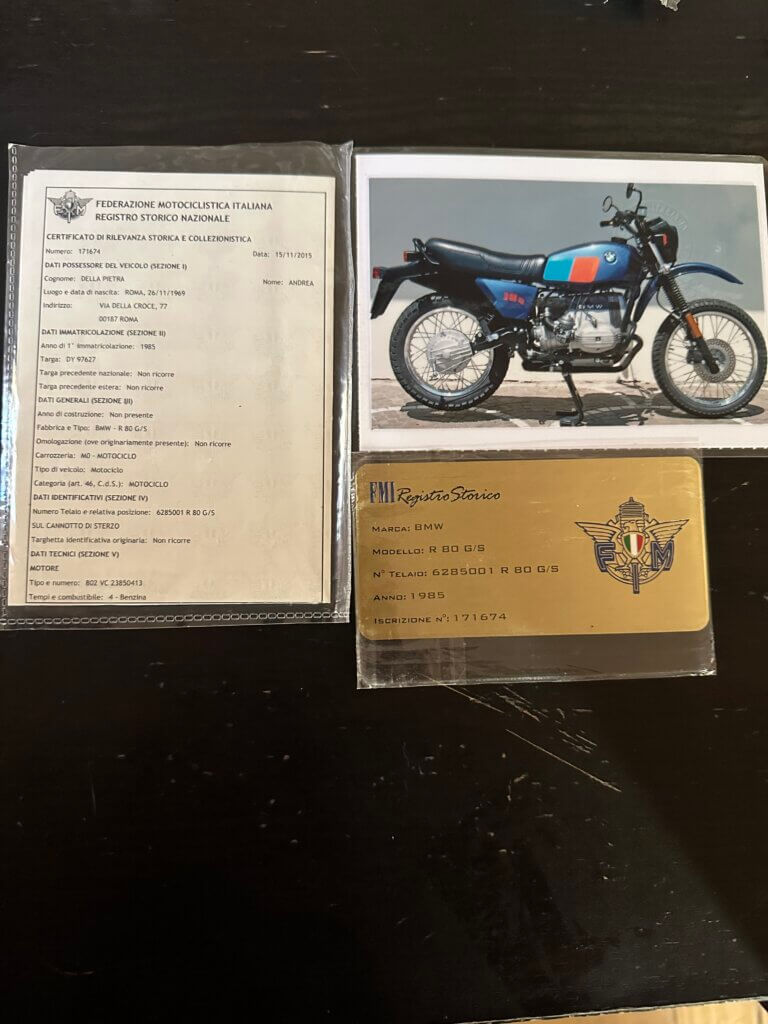 FEDERAZIONE MOTOCICLISTICA ITALIANA
REGISTRO STORICO NAZIONALE
CERTIFICATO DI RILEVANZA STORICA E COLLEZIONISTICA
Numero: 171674 Data: 15/11/2015
DATI POSSESSORE DEL VEICOLO (SEZIONE I)
Cognome: DELLA PIETRA Nome: ANDREA
Luogo e data di nascita: ROMA, 26/11/1969
Indirizzo: VIA DELLA CROCE, 77
00187 ROMA
DATI IMMATRICOLAZIONE (SEZIONE II)
Anno di 1° immatricolazione: 1985
Targa: DY 97627
Targa precedente nazionale: Non ricorre
Targa precedente estera: Non ricorre
DATI GENERALI (SEZIONE III)
Anno di costruzione: Non presente
Fabbrica e Tipo: BMW - R 80 G/S
Omologazione (ove originariamente presente): Non ricorre
Carrozzeria: M0 - MOTOCICLO
Tipo di veicolo: Motociclo
Categoria (art. 46, C.d.S.): MOTOCICLO
DATI IDENTIFICATIVI (SEZIONE IV)
Numero Telaio e relativa posizione: 6285001 R 80 G/S
SUL CANNOTTO DI STERZO
Targhetta identificativa originaria: Non ricorre
DATI TECNICI (SEZIONE V)
MOTORE
Tipo e numero: 802 VC 23850413
Tempi e combustibile: 4 - Benzina
BMW
FMI Registro Storico
MARCA: BMW
MODELLO: R 80 G/S
N° TELAIO: 6285001 R 80 G/S
ANNO: 1985
ISCRIZIONE N°: 171674
F M